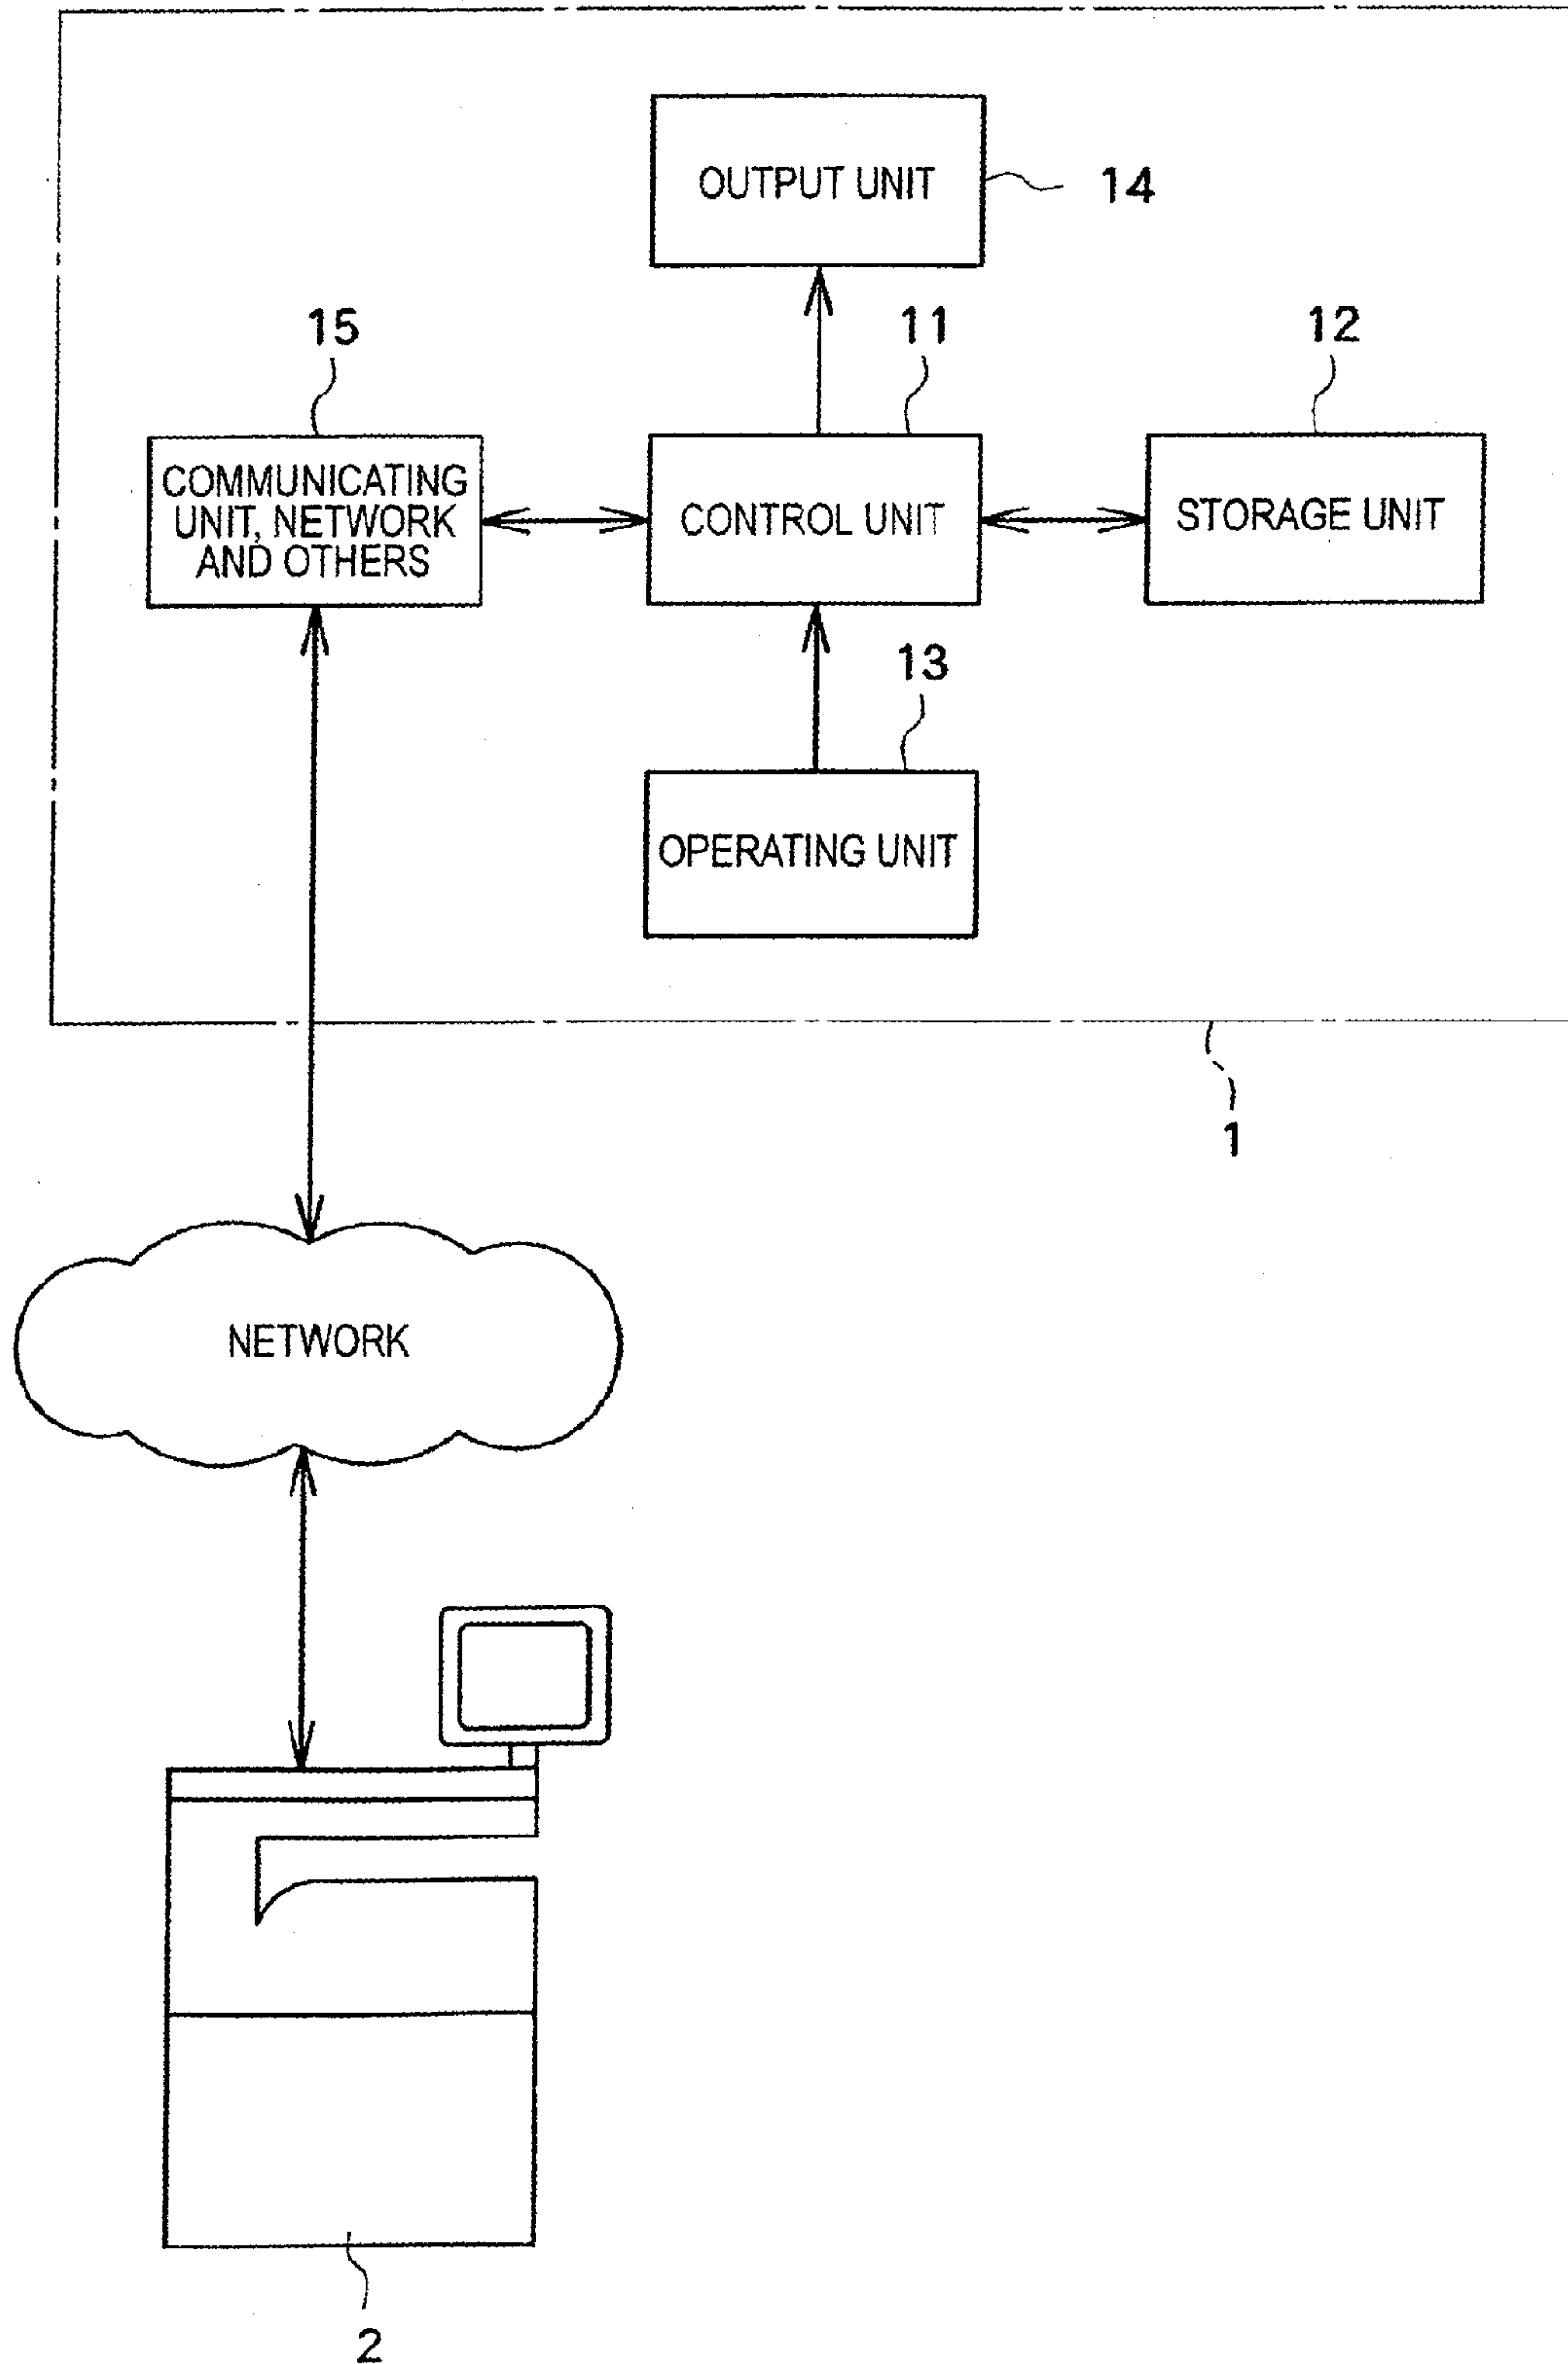 OUTPUT UNIT
14
15
11
12
COMMUNICATING
UNIT, NETWORK
AND OTHERS
CONTROL UNIT
STORAGE UNIT
13
OPERATING UNIT
1
NETWORK
2